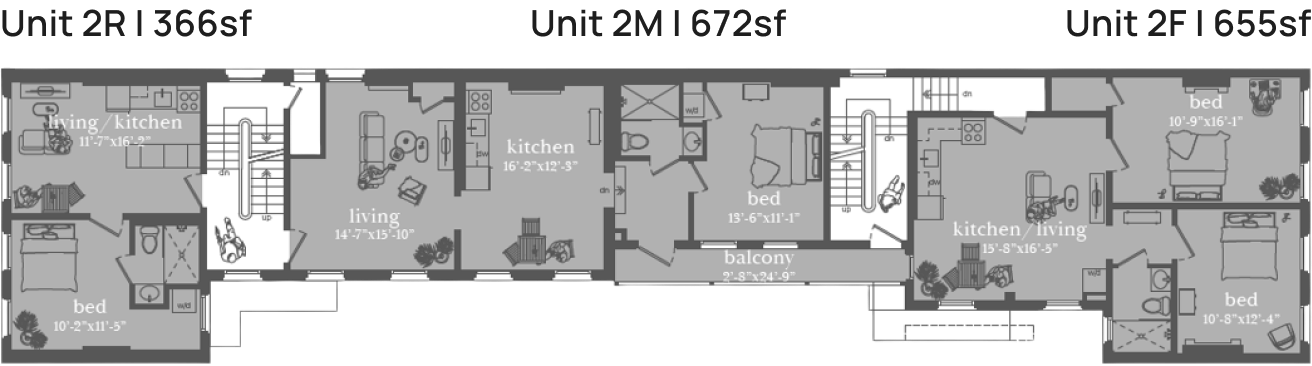 Unit 2R | 366sf
Unit 2M | 672sf
Unit 2F | 655sf
living/kitchen
11'-7"x16'-2"
dn
up
bed
10'-2"x11'-5"
w/d
living
14'-7"x15'-10"
kitchen
16'-2"x12'-3"
dw
dn
w/d
bed
13'-6"x11'-1"
balcony
2'-8"x24'-9"
dn
up
dn
dw
kitchen/living
15'-8"x16'-5"
w/d
bed
10'-9"x16'-1"
bed
10'-8"x12'-4"